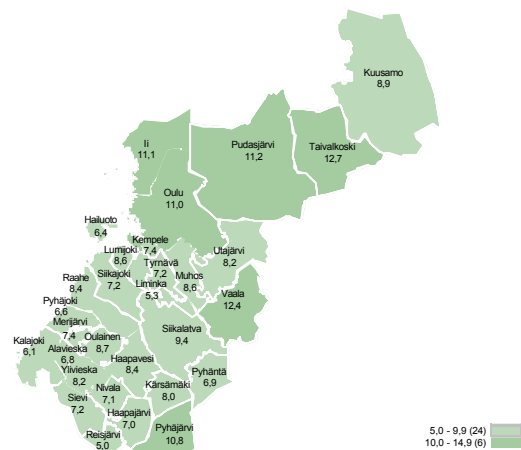 Kuusamo
8,9
Ii
11,1
Pudasjärvi
11,2
Taivalkoski
12,7
Oulu
11,0
Hailuoto
6,4
Kempele
7,4
Lumijoki
8,6
Tyrnävä
7,2
Utajärvi
8,2
Raahe
8,4
Siikajoki
7,2
Liminka
5,3
Muhos
8,6
Vaala
12,4
Pyhäjoki
6,6
Merijärvi
7,4
Siikalatva
9,4
Kalajoki
6,1
Alavieska
6,8
Oulainen
8,7
Ylivieska
8,2
Haapavesi
8,4
Pyhäntä
6,9
Sievi
7,2
Nivala
7,1
Kärsämäki
8,0
Haapajärvi
7,0
Reisjärvi
5,0
Pyhäjärvi
10,8
5,0 - 9,9 (24)
10,0 - 14,9 (6)